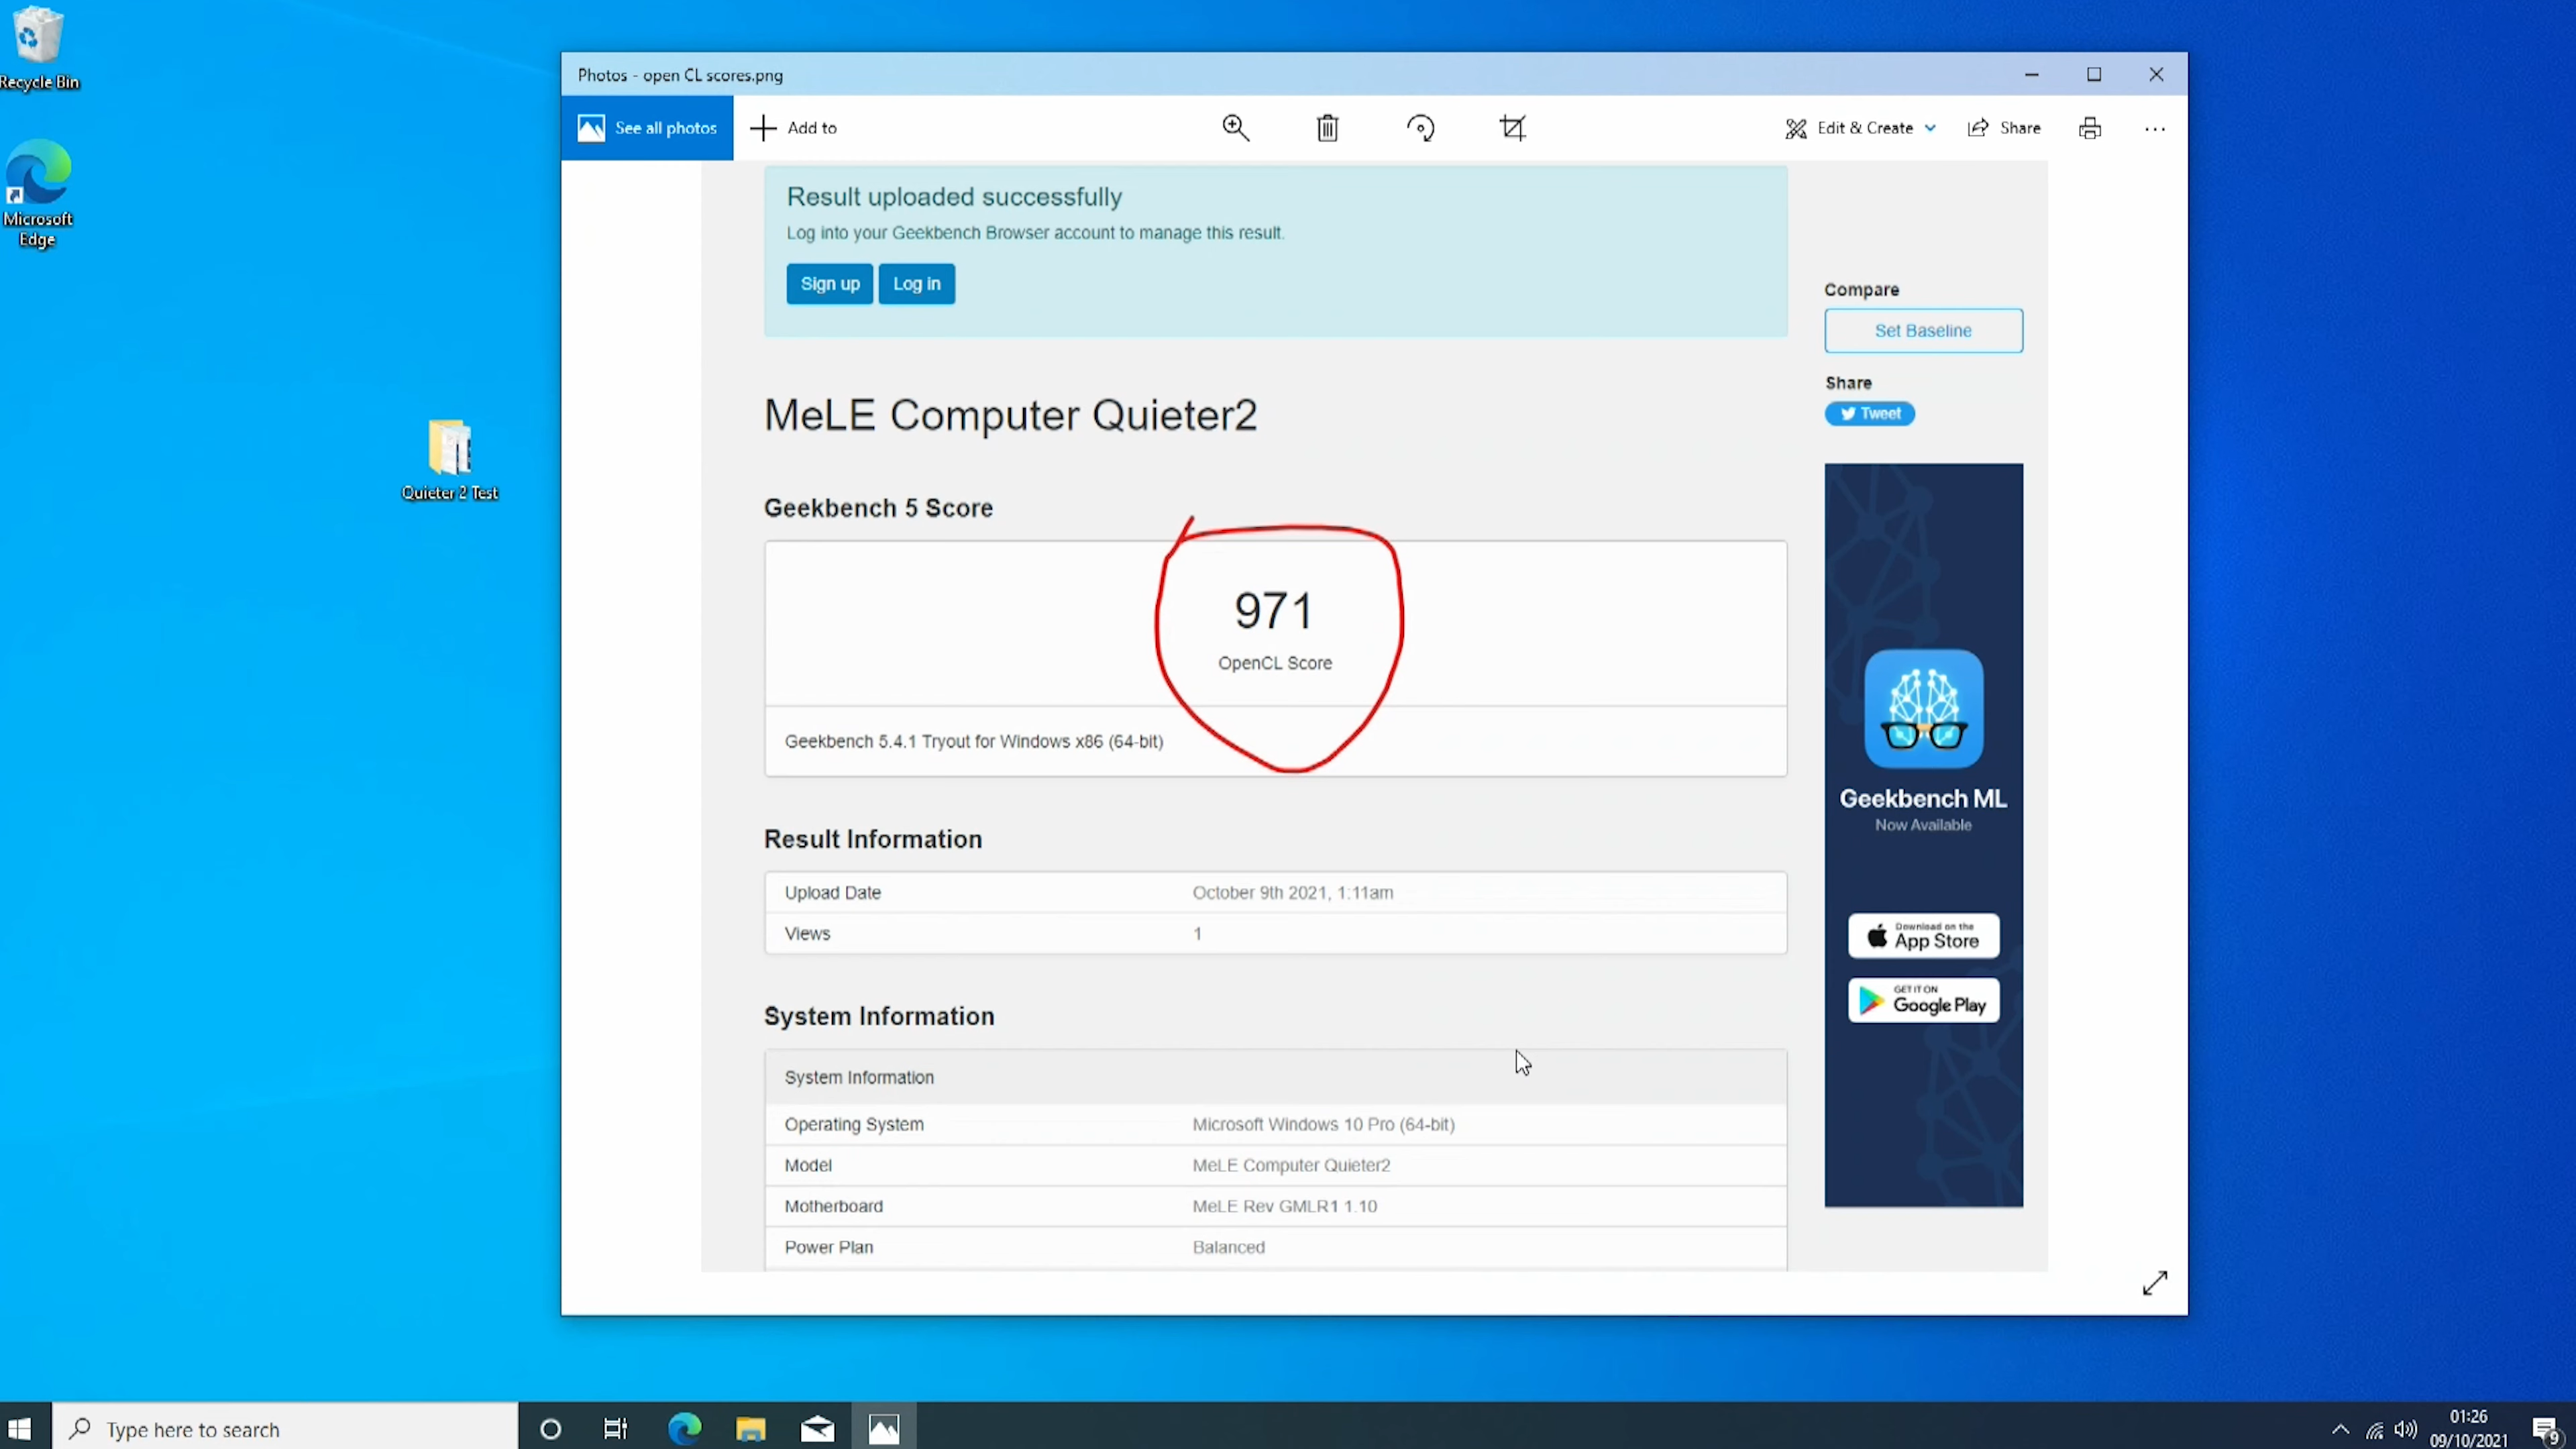 Recycle Bin
Microsoft
Edge
Quieter 2 Test
Photos - open CL scores.png
See all photos
Add to
Edit & Create
Share
Result uploaded successfully
Log into your Geekbench Browser account to manage this result.
Sign up
Log in
Compare
Set Baseline
Share
Tweet
MeLE Computer Quieter2
Geekbench 5 Score
971
OpenCL Score
Geekbench 5.4.1 Tryout for Windows x86 (64-bit)
Result Information
Upload Date October 9th 2021, 1:11am
Views 1
System Information
System Information
Operating System Microsoft Windows 10 Pro (64-bit)
Model MeLE Computer Quieter2
Motherboard MeLE Rev GMLR1 1.10
Power Plan Balanced
Geekbench ML
Now Available
Download on the
App Store
GET IT ON
Google Play
Type here to search
01:26
09/10/2021
9